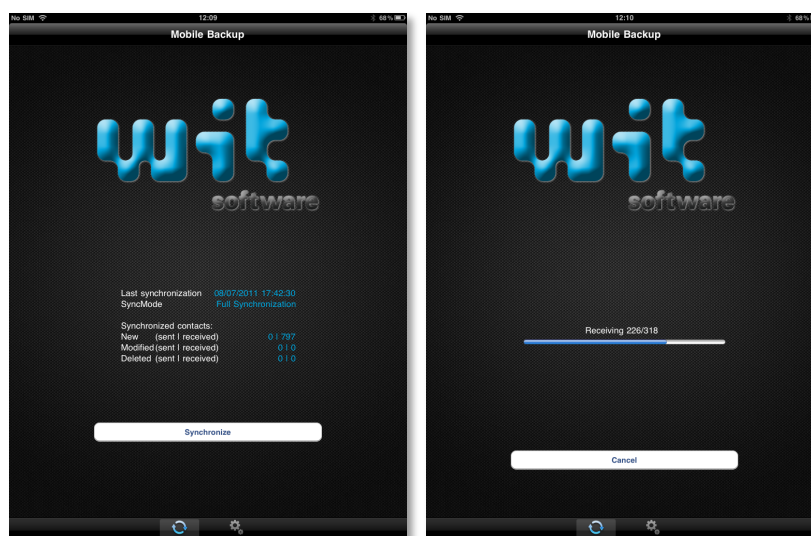 No SIM 12:09 68%
Mobile Backup
wit
software
Last synchronization 08/07/2011 17:42:30
SyncMode Full Synchronization
Synchronized contacts:
New (sent | received) 0 | 797
Modified (sent | received) 0 | 0
Deleted (sent | received) 0 | 0
Synchronize
No SIM 12:10 68%
Mobile Backup
wit
software
Receiving 226/318
Cancel